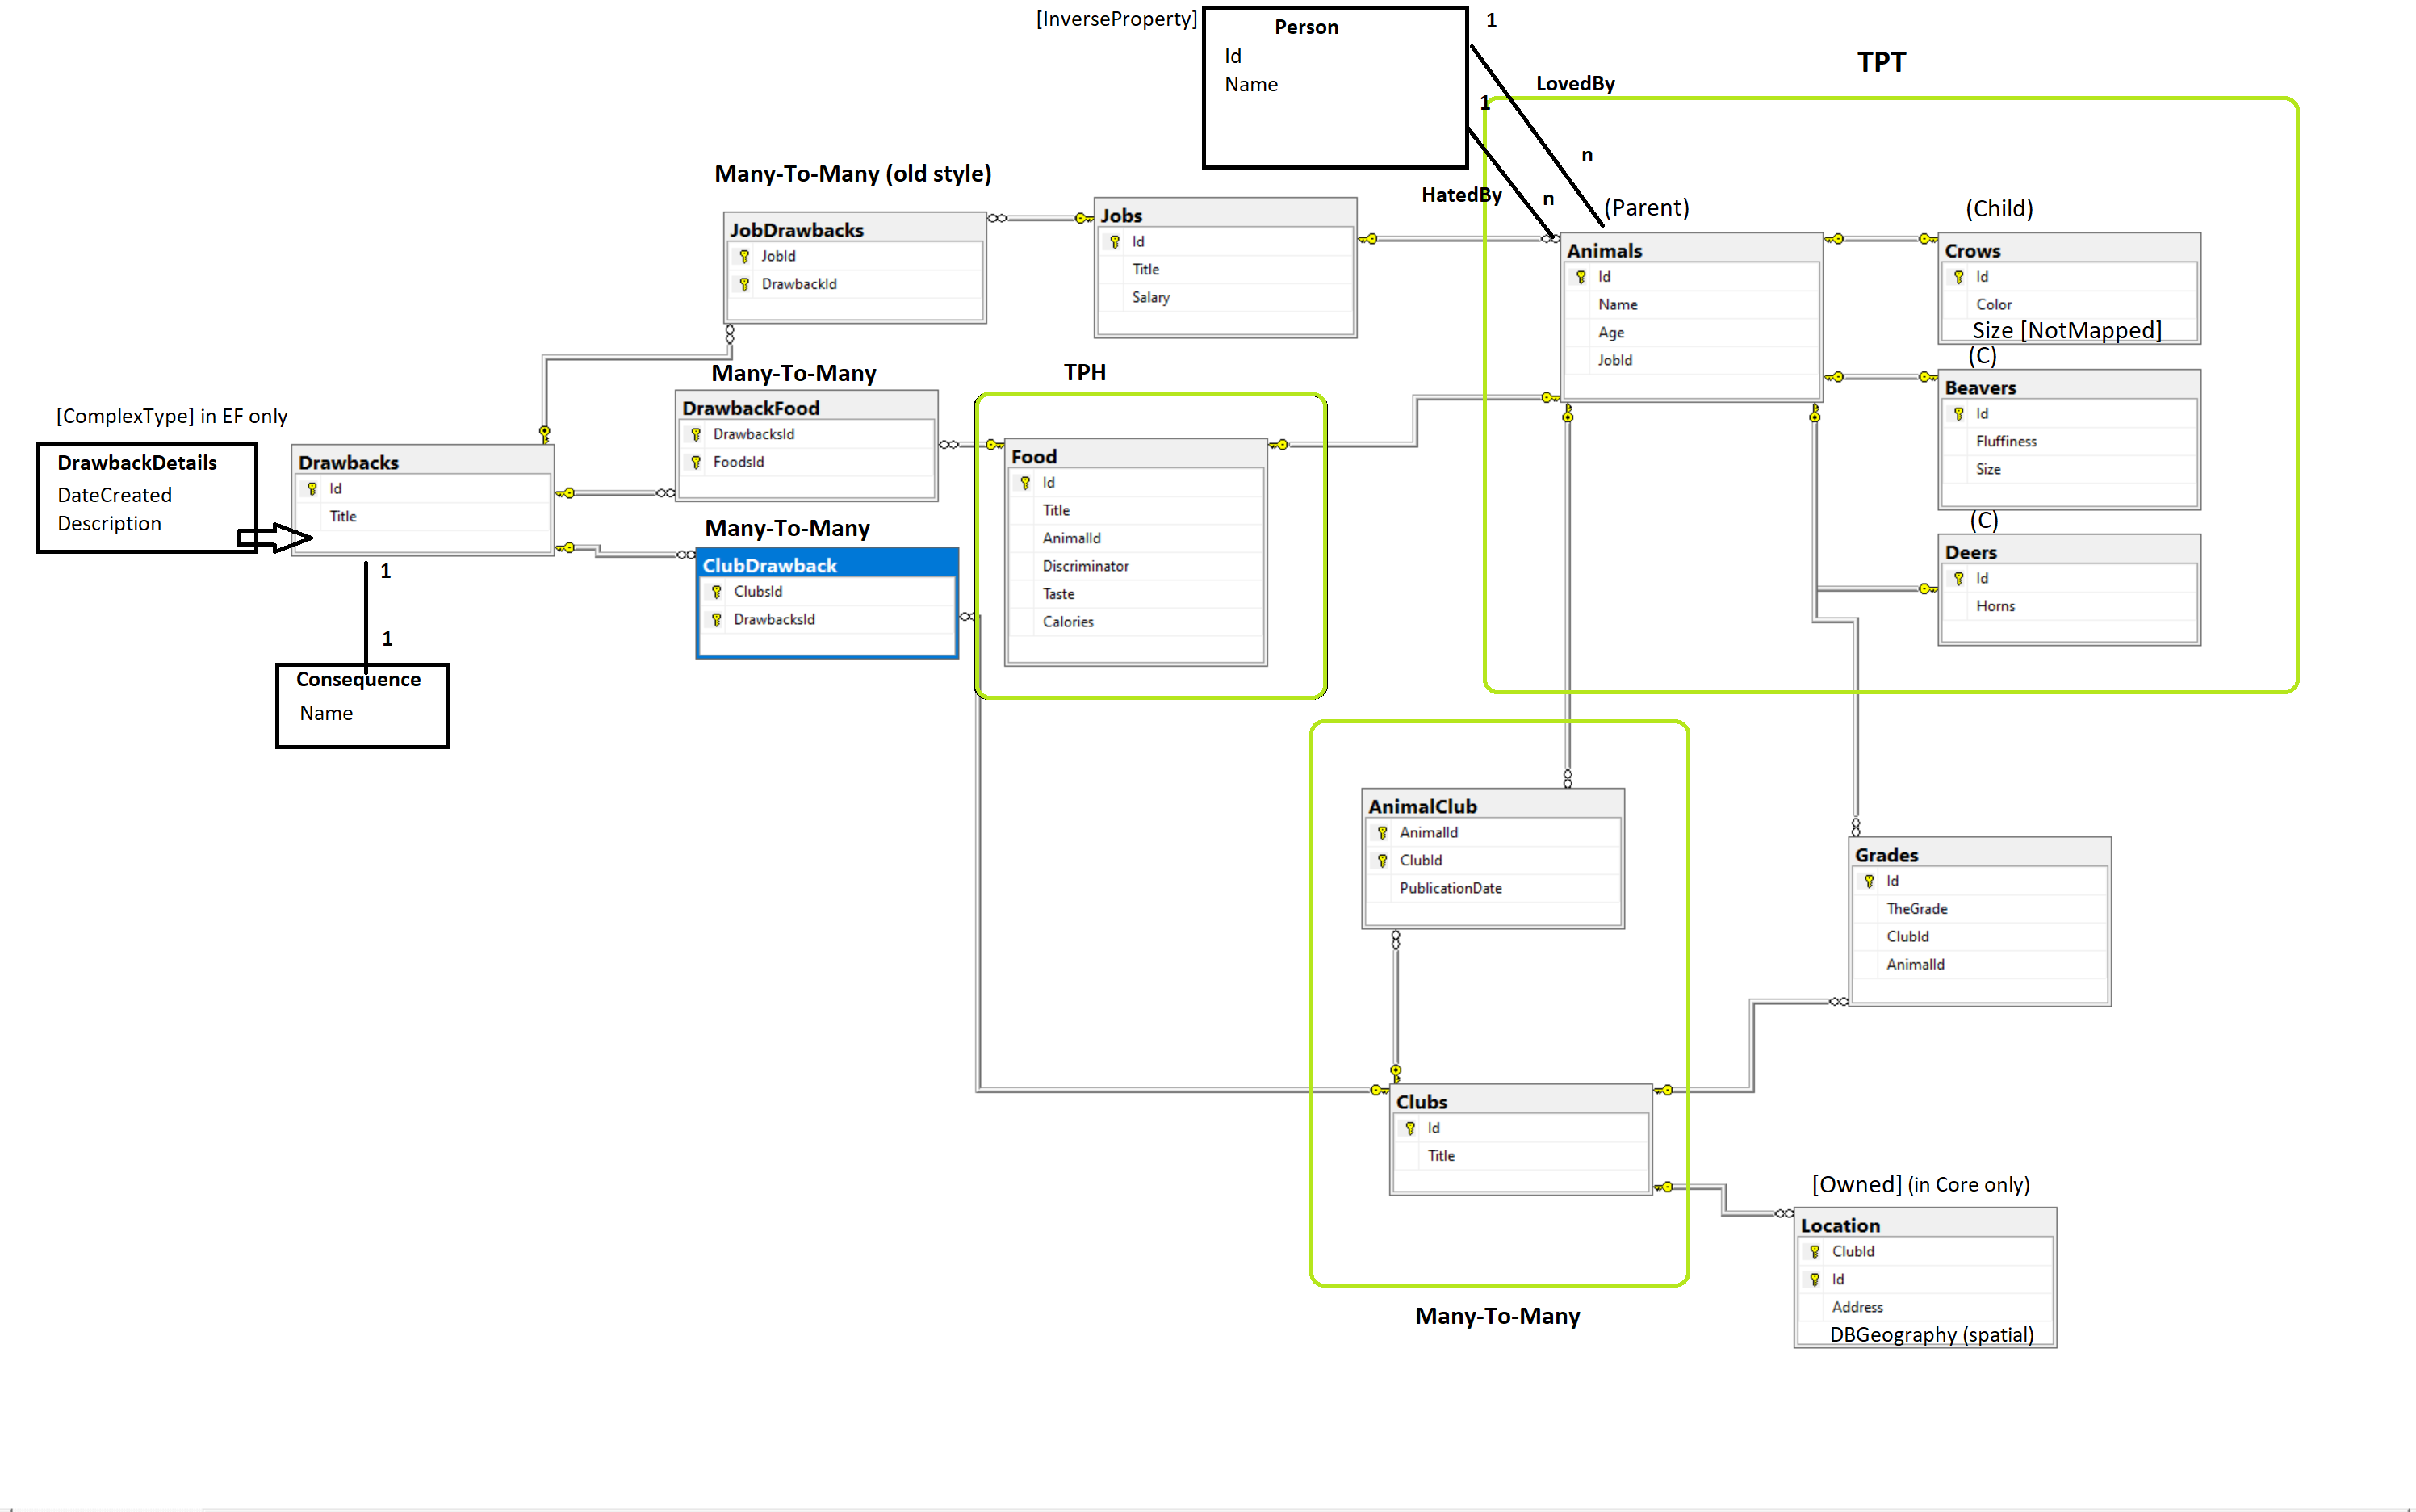 [InverseProperty]
Person
Id
Name
1
1
LovedBy
n
HatedBy
n
TPT
(Parent)
(Child)
Many-To-Many (old style)
JobDrawbacks
JobId
DrawbackId
Jobs
Id
Title
Salary
Animals
Id
Name
Age
JobId
Crows
Id
Color
Size [NotMapped]
(C)
Beavers
Id
Fluffiness
Size
(C)
Deers
Id
Horns
Many-To-Many
DrawbackFood
DrawbacksId
FoodsId
TPH
Food
Id
Title
AnimalId
Discriminator
Taste
Calories
[ComplexType] in EF only
DrawbackDetails
DateCreated
Description
Drawbacks
Id
Title
Many-To-Many
ClubDrawback
ClubsId
DrawbacksId
1
1
Consequence
Name
AnimalClub
AnimalId
ClubId
PublicationDate
Grades
Id
TheGrade
ClubId
AnimalId
Clubs
Id
Title
Many-To-Many
[Owned] (in Core only)
Location
ClubId
Id
Address
DBGeography (spatial)